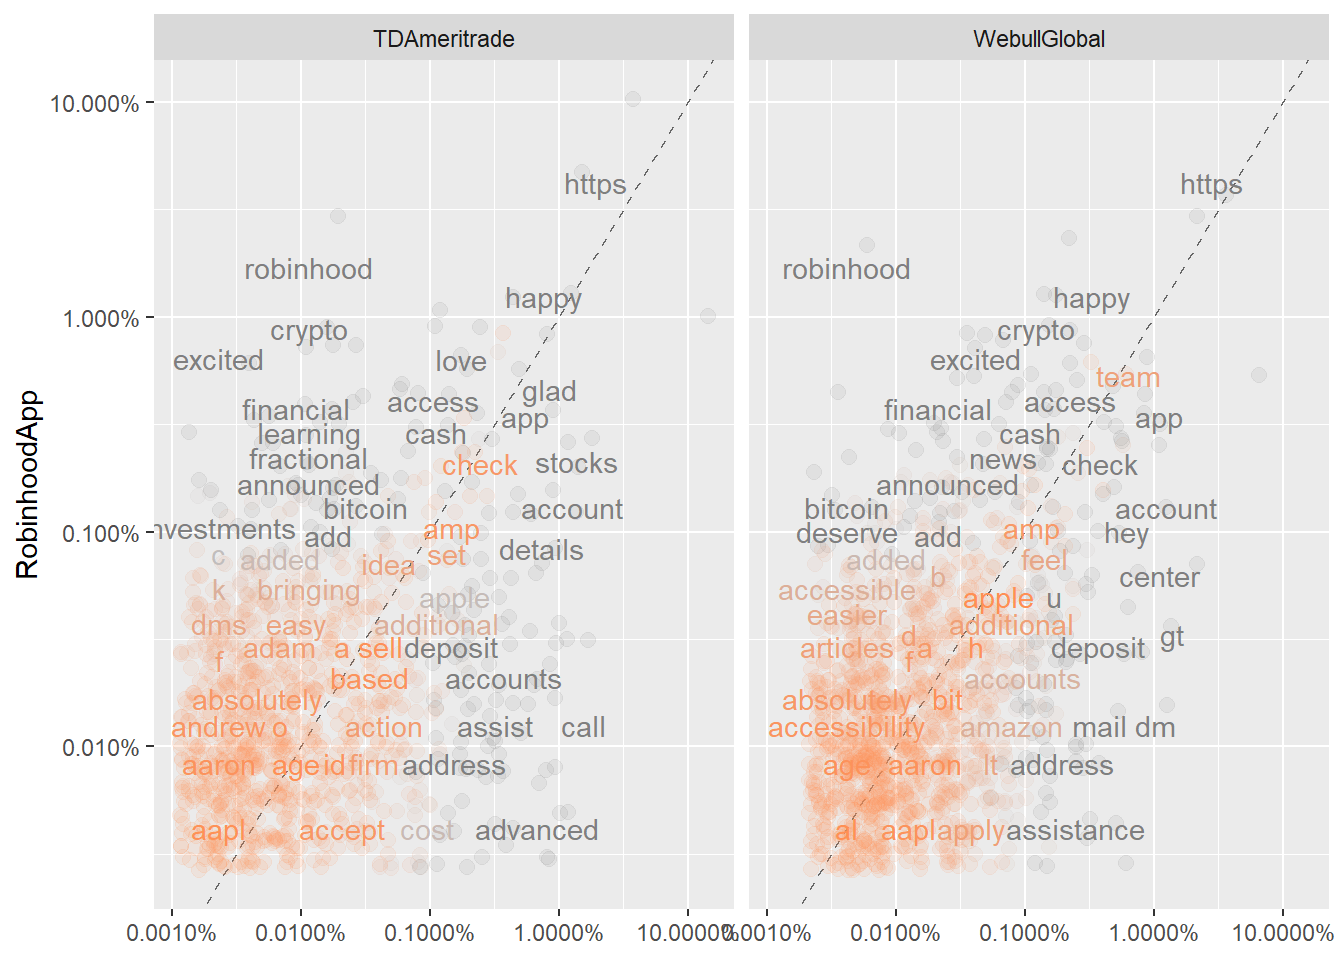 TDAmeritrade WebullGlobal
10.000%
https https
robinhood robinhood
happy happy
1.000%
crypto crypto
excited love excited
team
glad
financial access financial access
app app
learning cash cash
fractional check stocks news check
announced announced
bitcoin account bitcoin account
0.100%
nvestments add amp deserve add amp hey
c added set details added feel
idea b center
k bringing apple accessible apple u
dms easy additional easier additional
d gt
adam a sell deposit articles a h deposit
f based accounts f accounts
absolutely absolutely bit
andrew o action assist call accessibility amazon mail dm
0.010%
aaron age id firm address age aaron lt address
aapl accept cost advanced al aapl apply assistance
RobinhoodApp
0.0010% 0.0100% 0.1000% 1.0000% 10.0000% 0.0010% 0.0100% 0.1000% 1.0000% 10.0000%